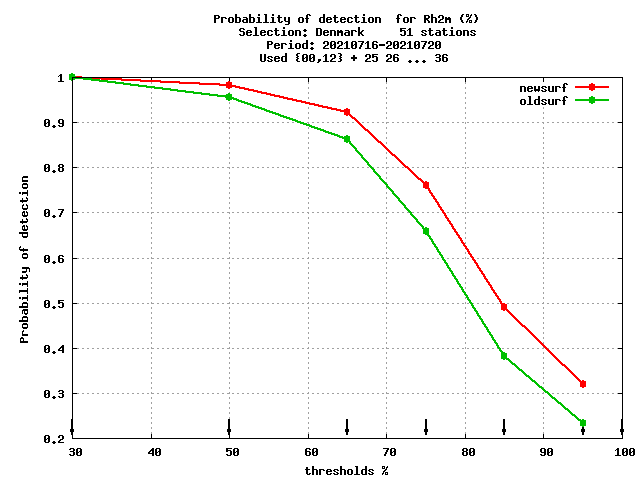 Probability of detection  for Rh2m (%)
Selection: Denmark     51 stations
Period: 20210716-20210720
Used {00,12} + 25 26 ... 36
newsurf
oldsurf
Probability of detection
1
0.9
0.8
0.7
0.6
0.5
0.4
0.3
0.2
30 40 50 60 70 80 90 100
thresholds %